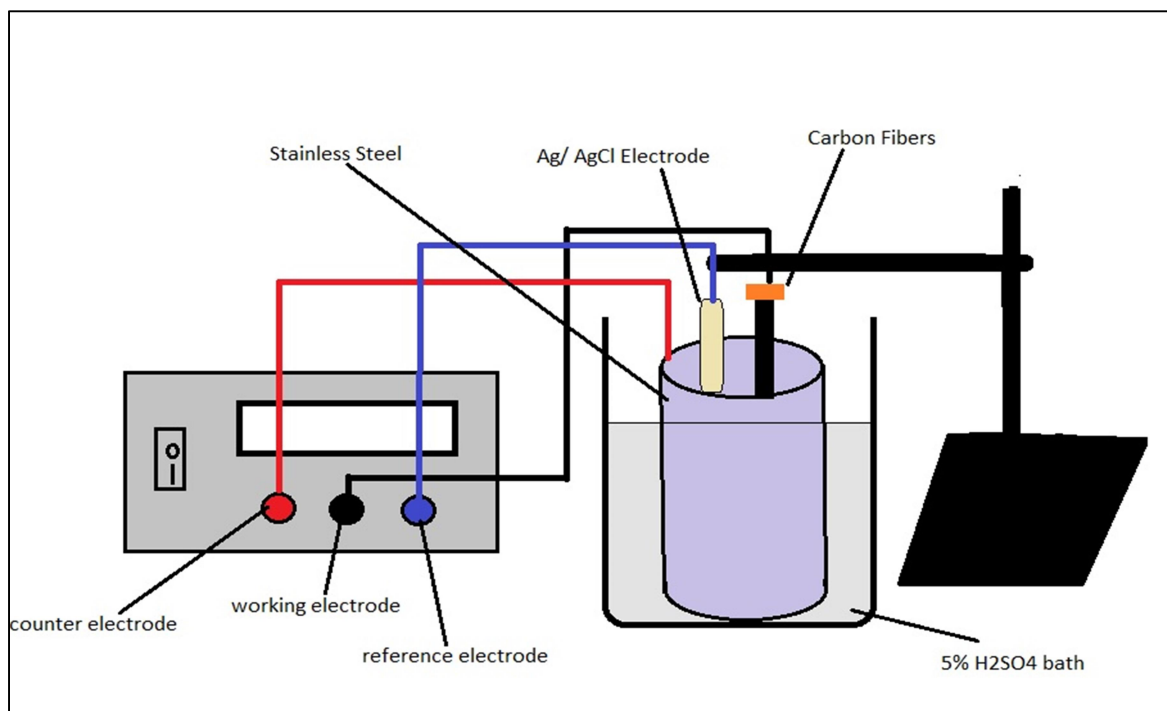 Stainless Steel
Ag/ AgCl Electrode
Carbon Fibers
counter electrode
working electrode
reference electrode
5% H2SO4 bath